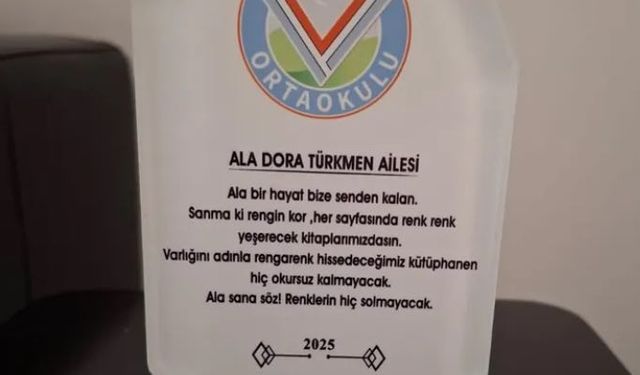 ORTAOKULU
ALA DORA TÜRKMEN AİLESİ
Ala bir hayat bize senden kalan.
Sanma ki rengin kor ,her sayfasında renk renk
yeşerecek kitaplarımızdasın.
Varlığını adınla rengarenk hissedeceğimiz kütüphanen
hiç okursuz kalmayacak.
Ala sana söz! Renklerin hiç solmayacak.
2025